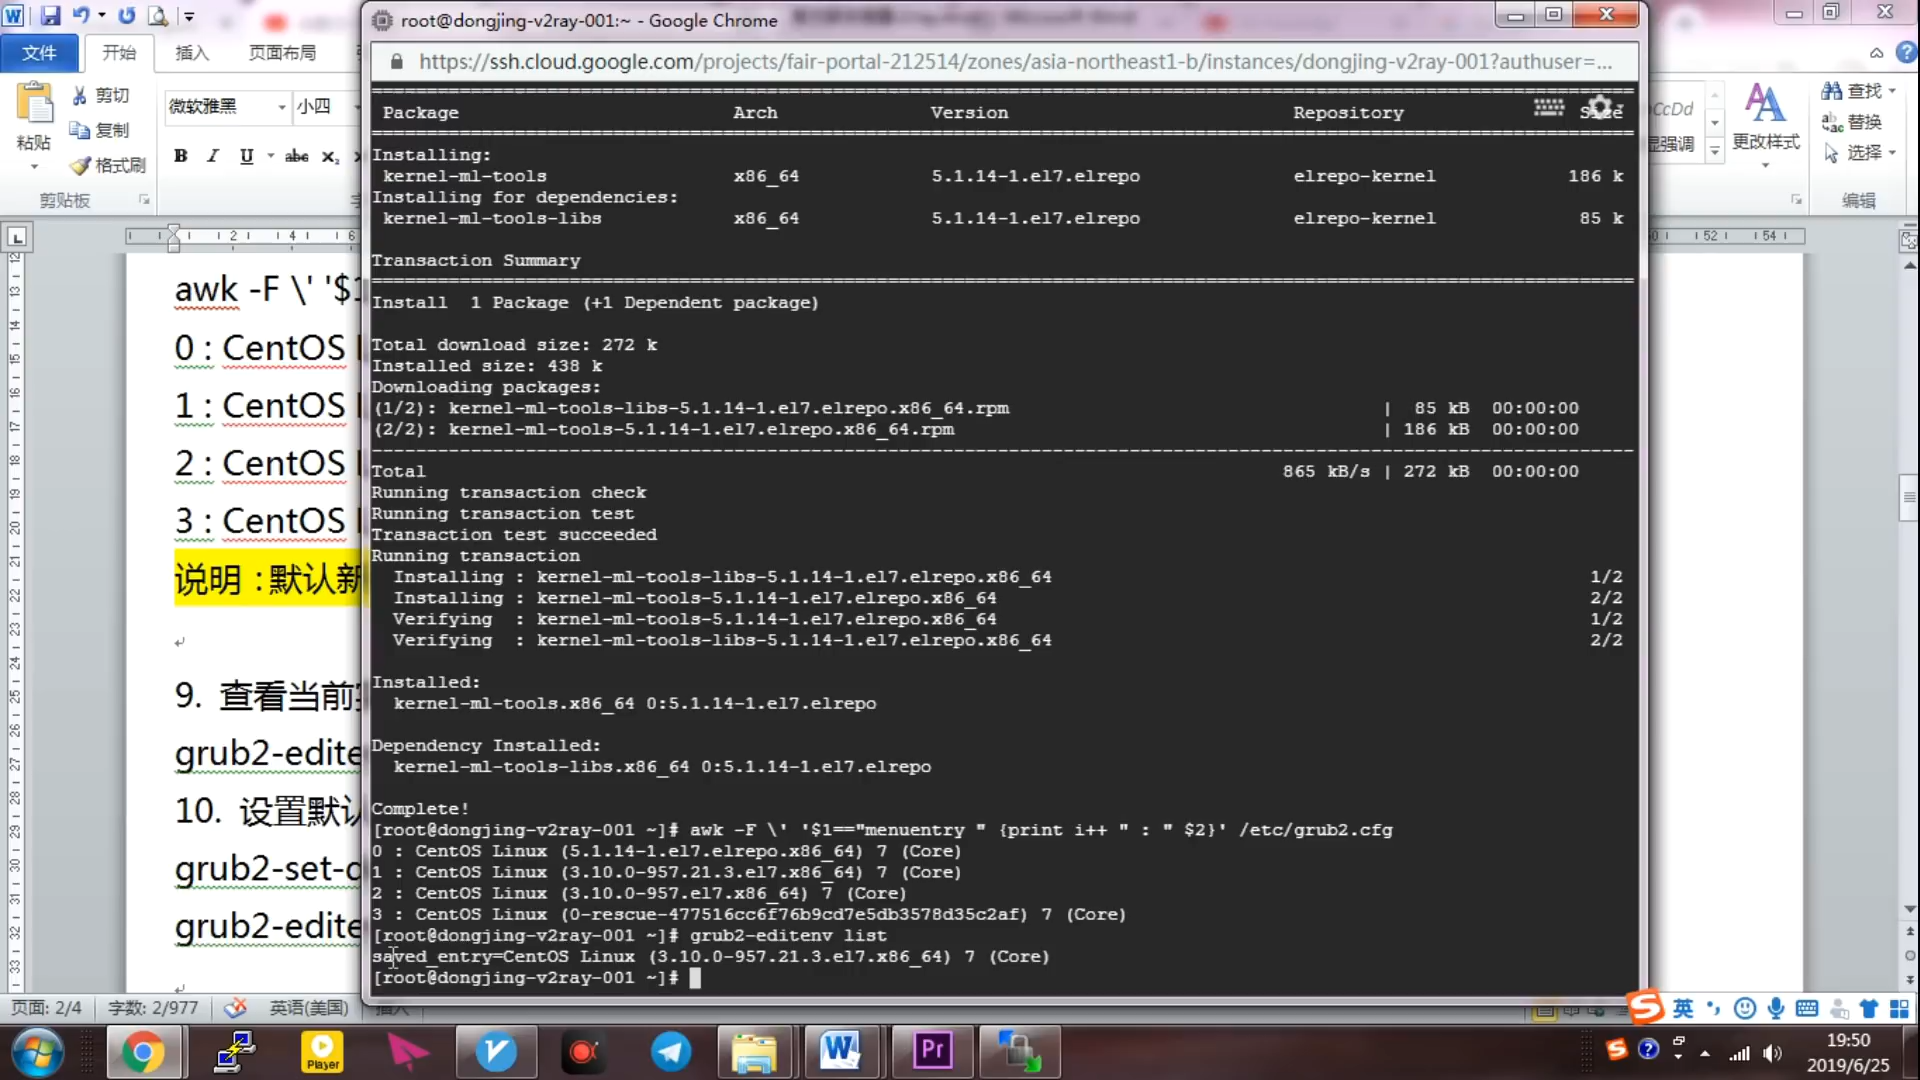 root@dongjing-v2ray-001:~ - Google Chrome
https://ssh.cloud.google.com/projects/fair-portal-212514/zones/asia-northeast1-b/instances/dongjing-v2ray-001?authuser=...
文件 开始 插入 页面布局
剪切
复制
格式刷
粘贴
剪贴板
微软雅黑 小四
B I U abc x₂
CcDd
显强调
更改样式
查找
替换
选择
编辑
Package Arch Version Repository Size
Installing:
kernel-ml-tools x86_64 5.1.14-1.el7.elrepo elrepo-kernel 186 k
Installing for dependencies:
kernel-ml-tools-libs x86_64 5.1.14-1.el7.elrepo elrepo-kernel 85 k
Transaction Summary
Install 1 Package (+1 Dependent package)
Total download size: 272 k
Installed size: 438 k
Downloading packages:
(1/2): kernel-ml-tools-libs-5.1.14-1.el7.elrepo.x86_64.rpm | 85 kB 00:00:00
(2/2): kernel-ml-tools-5.1.14-1.el7.elrepo.x86_64.rpm | 186 kB 00:00:00
Total 865 kB/s | 272 kB 00:00:00
Running transaction check
Running transaction test
Transaction test succeeded
Running transaction
Installing : kernel-ml-tools-libs-5.1.14-1.el7.elrepo.x86_64 1/2
Installing : kernel-ml-tools-5.1.14-1.el7.elrepo.x86_64 2/2
Verifying : kernel-ml-tools-5.1.14-1.el7.elrepo.x86_64 1/2
Verifying : kernel-ml-tools-libs-5.1.14-1.el7.elrepo.x86_64 2/2
Installed:
kernel-ml-tools.x86_64 0:5.1.14-1.el7.elrepo
Dependency Installed:
kernel-ml-tools-libs.x86_64 0:5.1.14-1.el7.elrepo
Complete!
[root@dongjing-v2ray-001 ~]# awk -F \' '$1=="menuentry " {print i++ " : " $2}' /etc/grub2.cfg
0 : CentOS Linux (5.1.14-1.el7.elrepo.x86_64) 7 (Core)
1 : CentOS Linux (3.10.0-957.21.3.el7.x86_64) 7 (Core)
2 : CentOS Linux (3.10.0-957.el7.x86_64) 7 (Core)
3 : CentOS Linux (0-rescue-477516cc6f76b9cd7e5db3578d35c2af) 7 (Core)
[root@dongjing-v2ray-001 ~]# grub2-editenv list
saved_entry=CentOS Linux (3.10.0-957.21.3.el7.x86_64) 7 (Core)
[root@dongjing-v2ray-001 ~]#
awk -F \' '$
0 : CentOS
1 : CentOS
2 : CentOS
3 : CentOS
说明：默认新
9. 查看当前
grub2-edite
10. 设置默认
grub2-set-d
grub2-edite
页面: 2/4 字数: 2/977 英语(美国) 插入
英
Player
Pr
19:50
2019/6/25